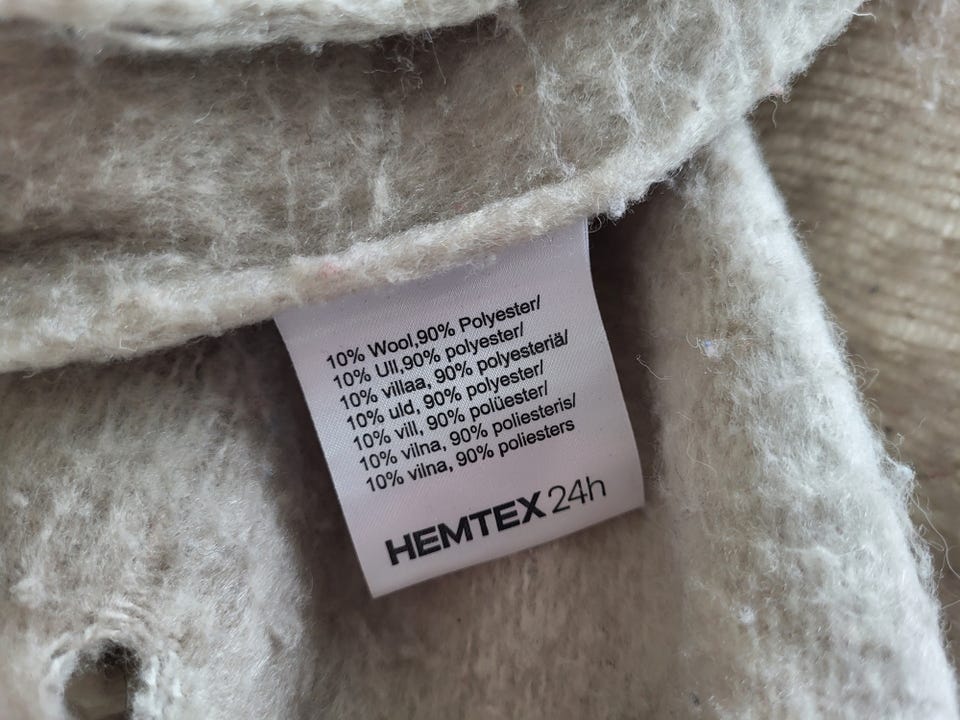 10% Wool,90% Polyester/
10% Ull,90% polyester/
10% villaa, 90% polyesteriä/
10% uld, 90% polyester/
10% vill, 90% polüester/
10% vilna, 90% poliesteris/
10% vilna, 90% poliesters
HEMTEX 24h